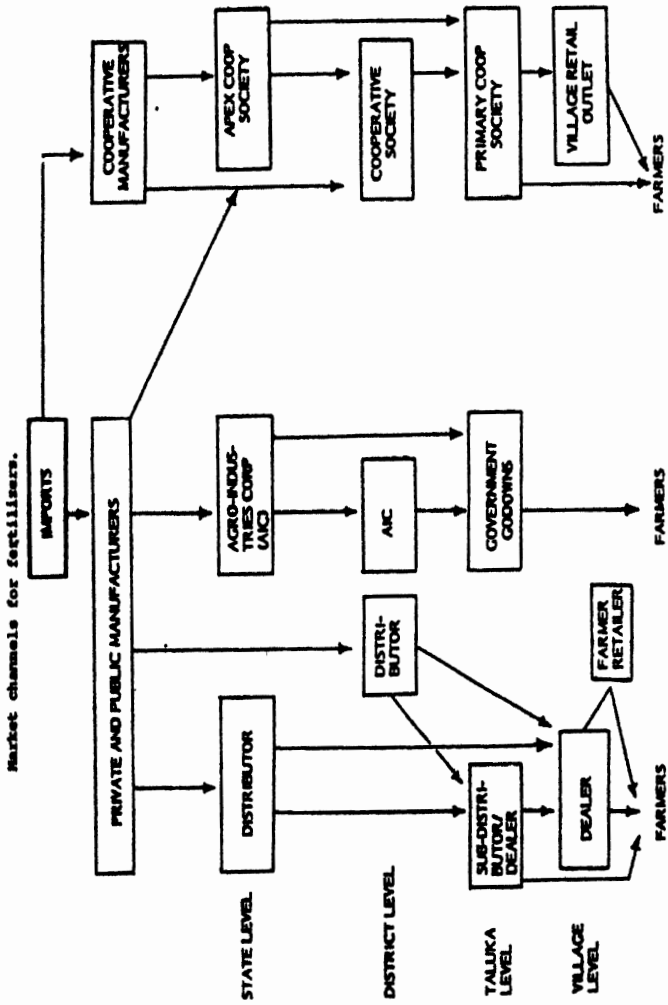 Market channels for fertilisers.
IMPORTS
PRIVATE AND PUBLIC MANUFACTURERS
COOPERATIVE
MANUFACTURERS
STATE LEVEL
DISTRIBUTOR
AGRO-INDUS-
TRIES CORP
(AIC)
APEX COOP
SOCIETY
DISTRICT LEVEL
DISTRI-
BUTOR
AIC
COOPERATIVE
SOCIETY
TALUKA
LEVEL
SUB-DISTRI-
BUTOR/
DEALER
GOVERNMENT
GODOWNS
PRIMARY COOP
SOCIETY
VILLAGE
LEVEL
DEALER
FARMER
RETAILER
VILLAGE RETAIL
OUTLET
FARMERS
FARMERS
FARMERS